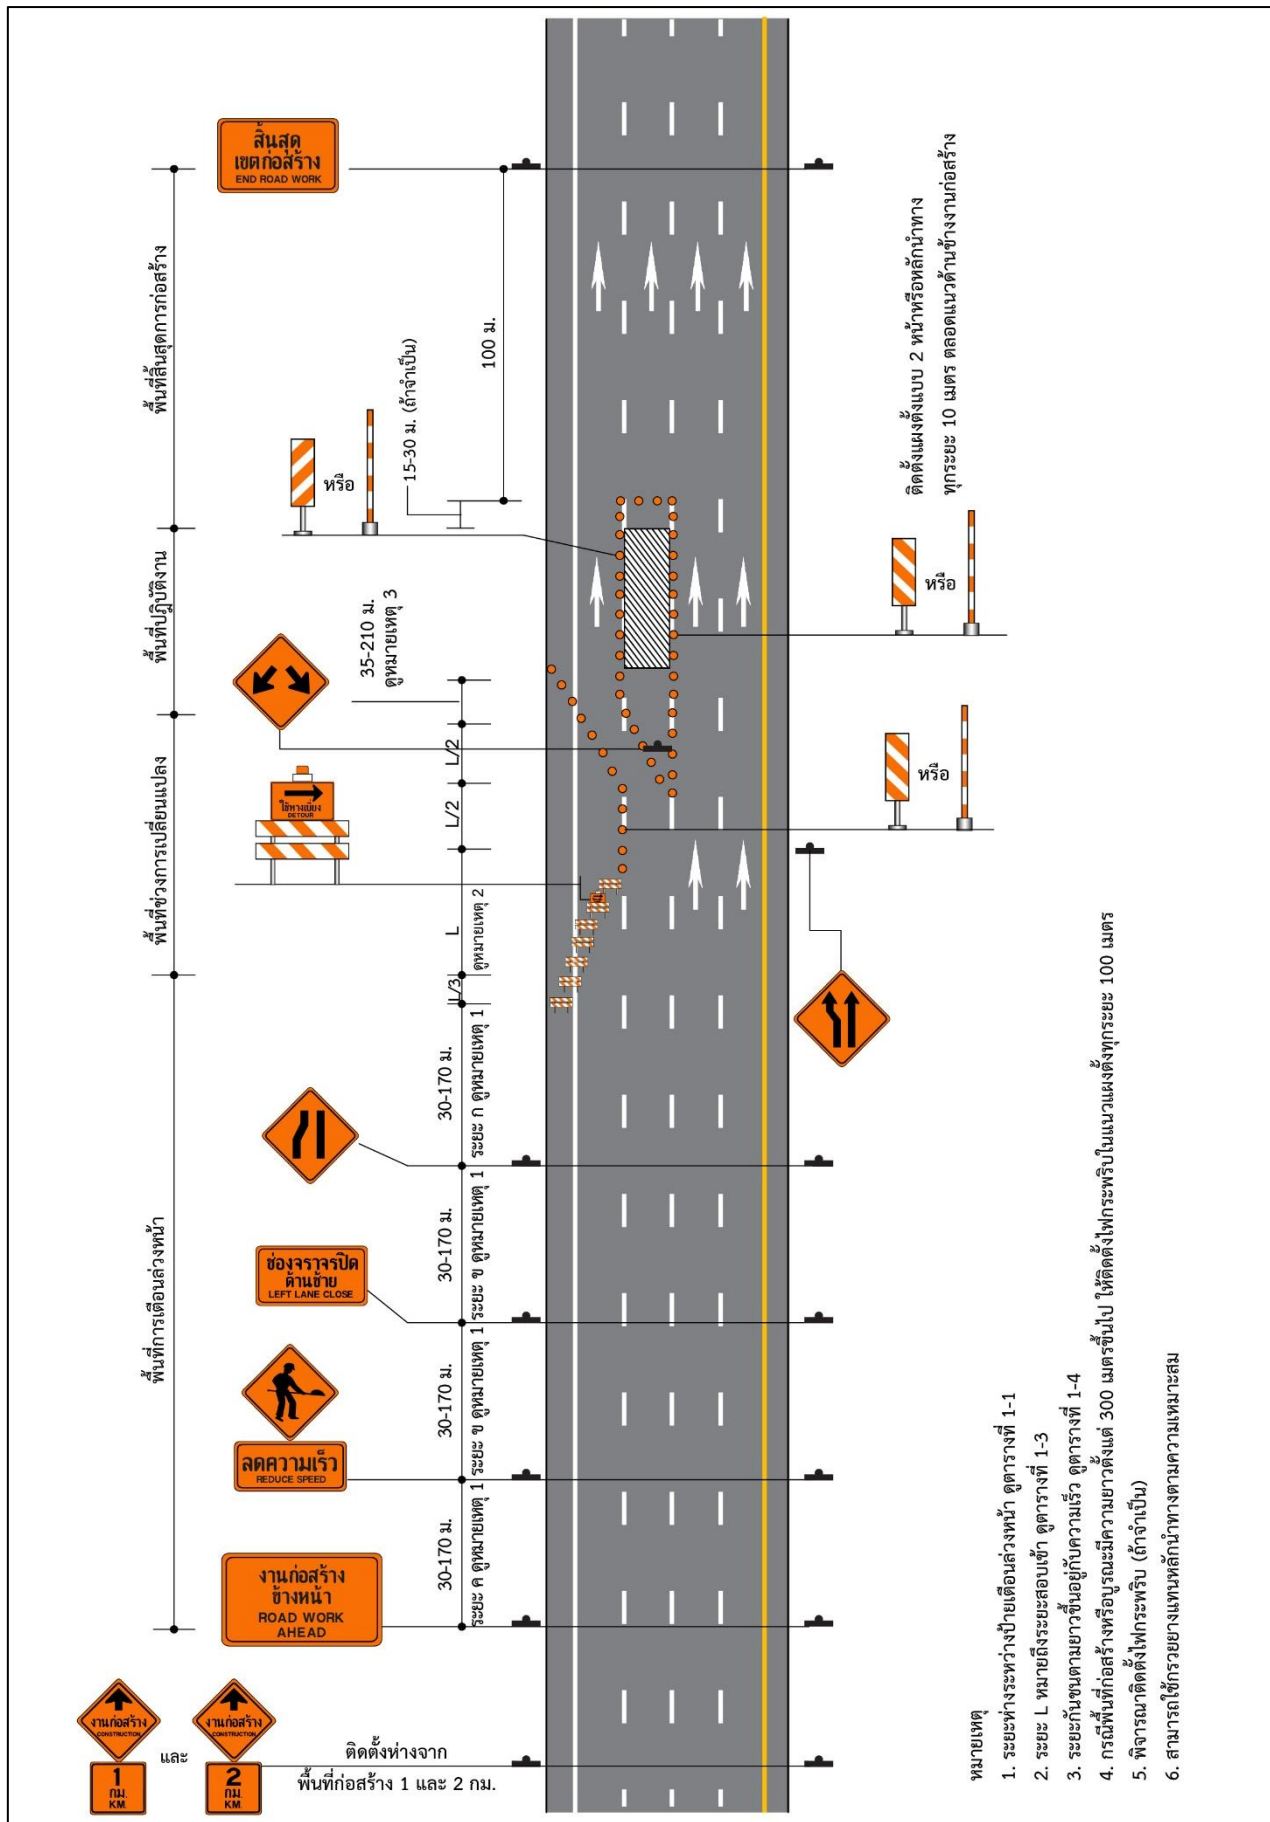 สิ้นสุด
เขตก่อสร้าง
END ROAD WORK
พื้นที่สิ้นสุดการก่อสร้าง
100 ม.
15-30 ม. (ถ้าจำเป็น)
หรือ
ติดตั้งแผงตั้งแบบ 2 หน้าหรือหลักนำทาง
ทุกระยะ 10 เมตร ตลอดแนวด้านข้างงานก่อสร้าง
หรือ
พื้นที่ปฏิบัติงาน
35-210 ม.
ดูหมายเหตุ 3
L/2
L/2
หรือ
ใช้ทางเบี่ยง
DETOUR
พื้นที่ช่วงการเปลี่ยนแปลง
L
ดูหมายเหตุ 2
L/3
30-170 ม.
ระยะ ก ดูหมายเหตุ 1
พื้นที่การเตือนล่วงหน้า
30-170 ม.
ระยะ ข ดูหมายเหตุ 1
ช่องจราจรปิด
ด้านซ้าย
LEFT LANE CLOSE
30-170 ม.
ระยะ ข ดูหมายเหตุ 1
ลดความเร็ว
REDUCE SPEED
30-170 ม.
ระยะ ค ดูหมายเหตุ 1
งานก่อสร้าง
ข้างหน้า
ROAD WORK
AHEAD
งานก่อสร้าง
CONSTRUCTION
1
กม.
KM.
และ
งานก่อสร้าง
CONSTRUCTION
2
กม.
KM.
ติดตั้งห่างจาก
พื้นที่ก่อสร้าง 1 และ 2 กม.
หมายเหตุ
1. ระยะห่างระหว่างป้ายเตือนล่วงหน้า ดูตารางที่ 1-1
2. ระยะ L หมายถึงระยะสอบเข้า ดูตารางที่ 1-3
3. ระยะกันชนตามยาวขึ้นอยู่กับความเร็ว ดูตารางที่ 1-4
4. กรณีพื้นที่ก่อสร้างหรือบูรณะมีความยาวตั้งแต่ 300 เมตรขึ้นไป ให้ติดตั้งไฟกระพริบในแนวแผงตั้งทุกระยะ 100 เมตร
5. พิจารณาติดตั้งไฟกระพริบ (ถ้าจำเป็น)
6. สามารถใช้กรวยยางแทนหลักนำทางตามความเหมาะสม